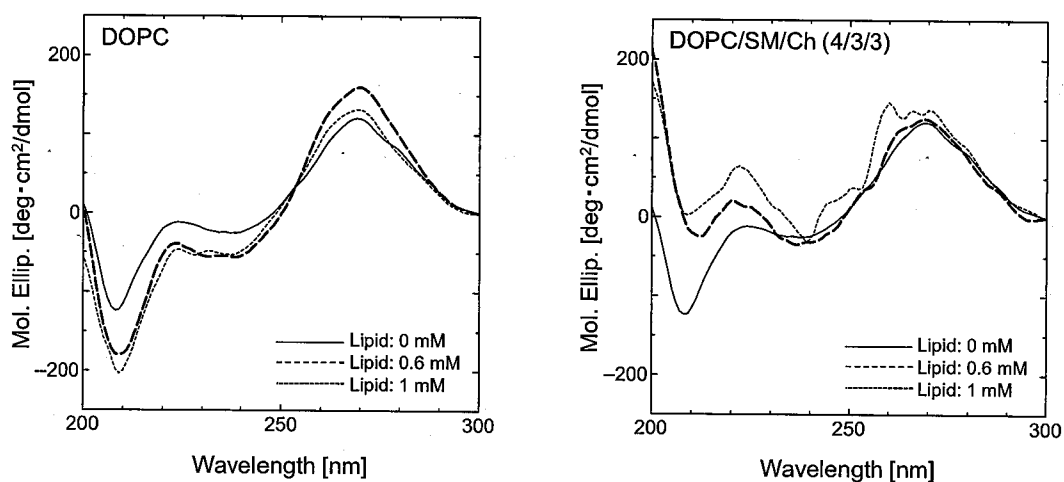 DOPC
200
0
−200
Mol. Ellip. [deg·cm²/dmol]
Lipid: 0 mM
Lipid: 0.6 mM
Lipid: 1 mM
200
250
300
Wavelength [nm]
DOPC/SM/Ch (4/3/3)
200
0
−200
Mol. Ellip. [deg·cm²/dmol]
Lipid: 0 mM
Lipid: 0.6 mM
Lipid: 1 mM
200
250
300
Wavelength [nm]